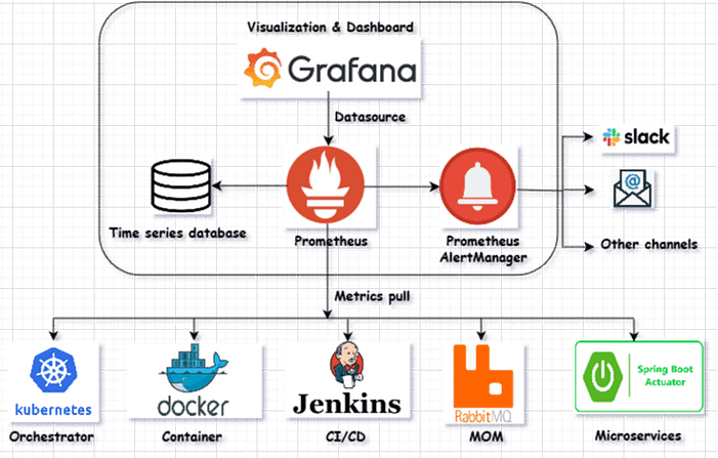 Visualization & Dashboard
Grafana
Datasource
slack
Time series database
Prometheus
Prometheus
AlertManager
Other channels
Metrics pull
kubernetes
docker
Jenkins
RabbitMQ
Spring Boot
Actuator
Orchestrator
Container
CI/CD
MOM
Microservices